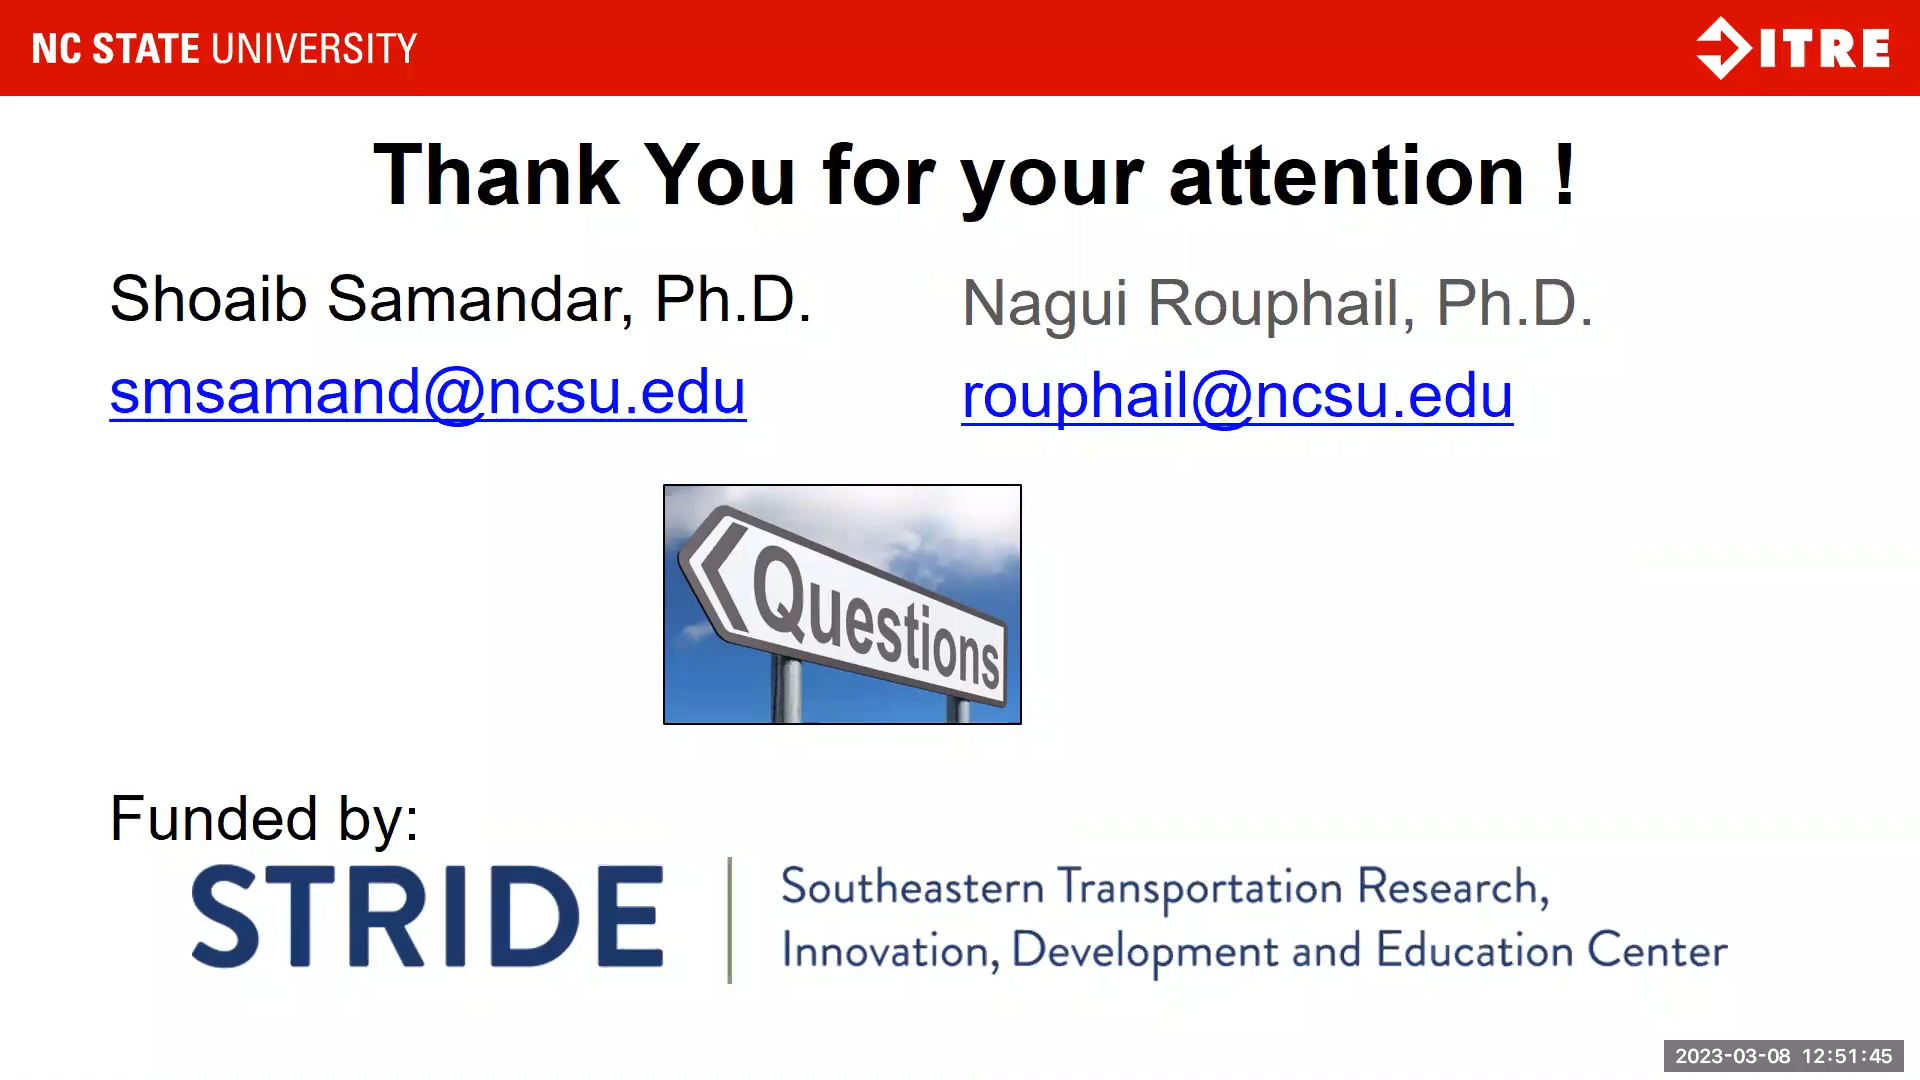 NC STATE UNIVERSITY
ITRE
Thank You for your attention !
Shoaib Samandar, Ph.D.
smsamand@ncsu.edu
Nagui Rouphail, Ph.D.
rouphail@ncsu.edu
Questions
Funded by:
STRIDE
Southeastern Transportation Research,
Innovation, Development and Education Center
2023-03-08 12:51:45